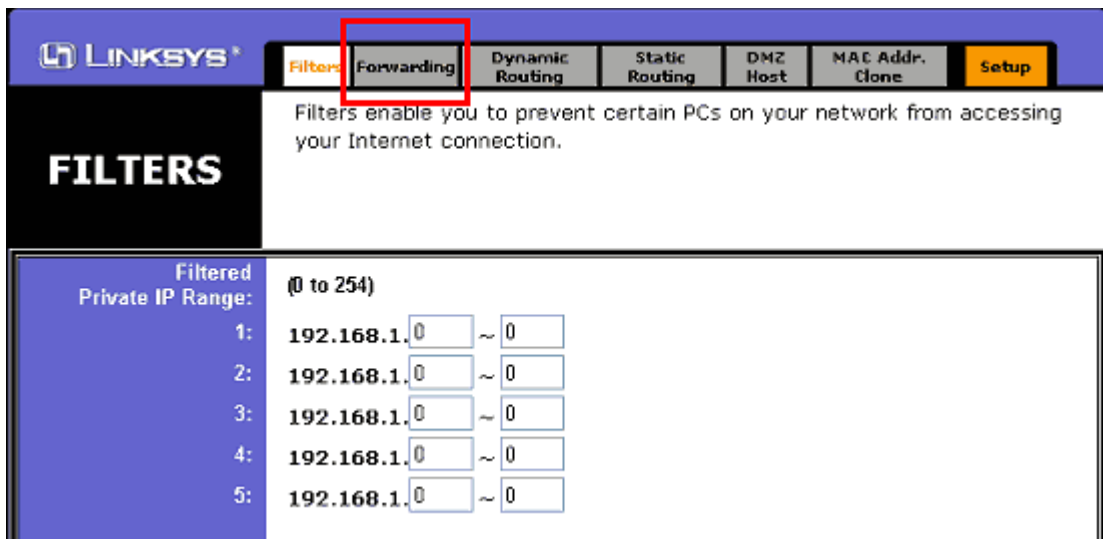 LINKSYS®
Filters Forwarding Dynamic Routing Static Routing DMZ Host MAC Addr. Clone Setup
FILTERS
Filters enable you to prevent certain PCs on your network from accessing
your Internet connection.
Filtered
Private IP Range:
(0 to 254)
1: 192.168.1. 0 ~ 0
2: 192.168.1. 0 ~ 0
3: 192.168.1. 0 ~ 0
4: 192.168.1. 0 ~ 0
5: 192.168.1. 0 ~ 0